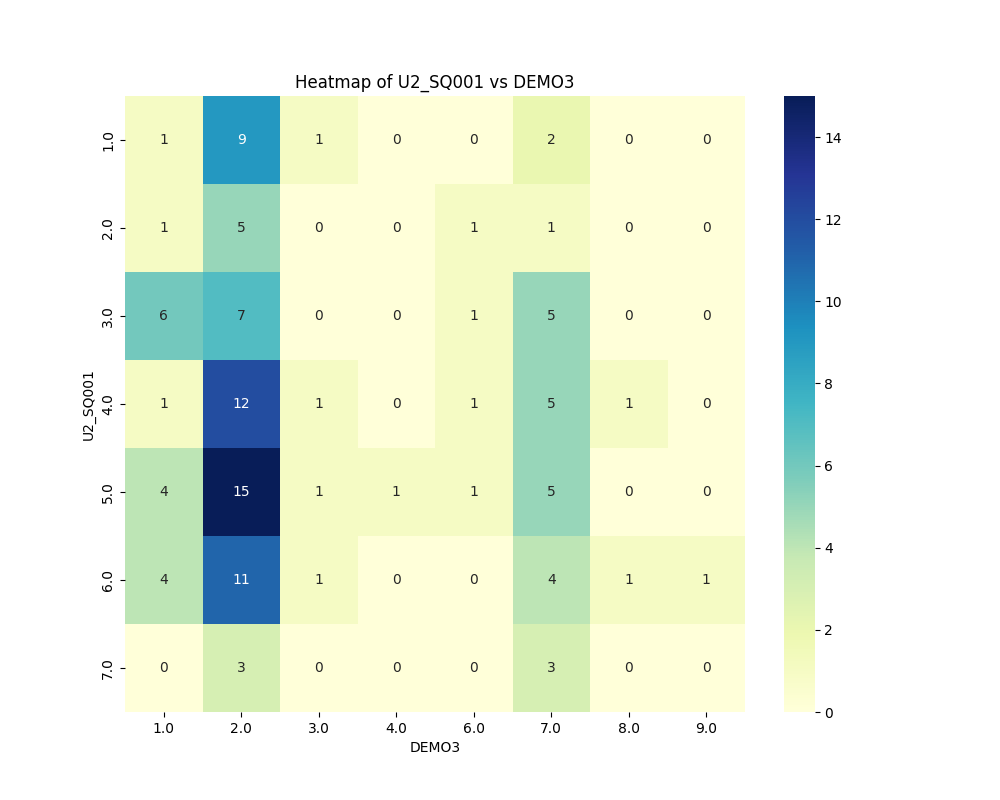 Heatmap of U2_SQ001 vs DEMO3
1.0 1 9 1 0 0 2 0 0
2.0 1 5 0 0 1 1 0 0
3.0 6 7 0 0 1 5 0 0
4.0 1 12 1 0 1 5 1 0
5.0 4 15 1 1 1 5 0 0
6.0 4 11 1 0 0 4 1 1
7.0 0 3 0 0 0 3 0 0
U2_SQ001
1.0 2.0 3.0 4.0 6.0 7.0 8.0 9.0
DEMO3
14
12
10
8
6
4
2
0